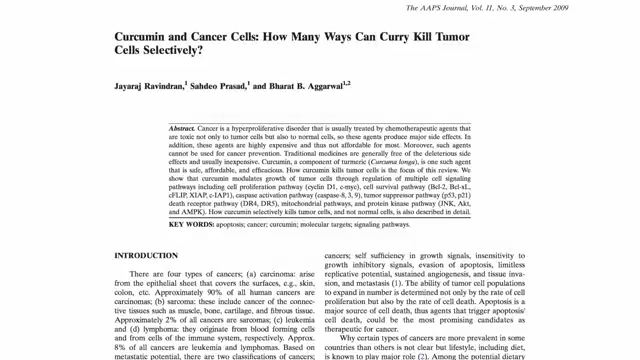 The AAPS Journal, Vol. 11, No. 3, September 2009
Curcumin and Cancer Cells: How Many Ways Can Curry Kill Tumor
Cells Selectively?
Jayaraj Ravindran,1 Sahdeo Prasad,1 and Bharat B. Aggarwal1,2
Abstract. Cancer is a hyperproliferative disorder that is usually treated by chemotherapeutic agents that
are toxic not only to tumor cells but also to normal cells, so these agents produce major side effects. In
addition, these agents are highly expensive and thus not affordable for most. Moreover, such agents
cannot be used for cancer prevention. Traditional medicines are generally free of the deleterious side
effects and usually inexpensive. Curcumin, a component of turmeric (Curcuma longa), is one such agent
that is safe, affordable, and efficacious. How curcumin kills tumor cells is the focus of this review. We
show that curcumin modulates growth of tumor cells through regulation of multiple cell signaling
pathways including cell proliferation pathway (cyclin D1, c-myc), cell survival pathway (Bcl-2, Bcl-xL,
cFLIP, XIAP, c-IAP1), caspase activation pathway (caspase-8, 3, 9), tumor suppressor pathway (p53, p21)
death receptor pathway (DR4, DR5), mitochondrial pathways, and protein kinase pathway (JNK, Akt,
and AMPK). How curcumin selectively kills tumor cells, and not normal cells, is also described in detail.
KEY WORDS: apoptosis; cancer; curcumin; molecular targets; signaling pathways.
INTRODUCTION
There are four types of cancers; (a) carcinoma: arise
from the epithelial sheet that covers the surfaces, e.g., skin,
colon, etc. Approximately 90% of all human cancers are
carcinomas; (b) sarcoma: these include cancer of the connec-
tive tissues such as muscle, bone, cartilage, and fibrous tissue.
Approximately 2% of all cancers are sarcomas; (c) leukemia
and (d) lymphoma: they originate from blood forming cells
and from cells of the immune system, respectively. Approx.
8% of all cancers are leukemia and lymphomas. Based on
metastatic potential, there are two classifications of cancers;
cancers; self sufficiency in growth signals, insensitivity to
growth inhibitory signals, evasion of apoptosis, limitless
replicative potential, sustained angiogenesis, and tissue inva-
sion, and metastasis (1). The ability of tumor cell populations
to expand in number is determined not only by the rate of cell
proliferation but also by the rate of cell death. Apoptosis is a
major source of cell death, thus agents that trigger apoptosis/
cell death, could be the most promising candidates as
therapeutic for cancer.
Why certain types of cancers are more prevalent in some
countries than others is not clear but lifestyle, including diet,
is known to play major role (2). Among the potential dietary